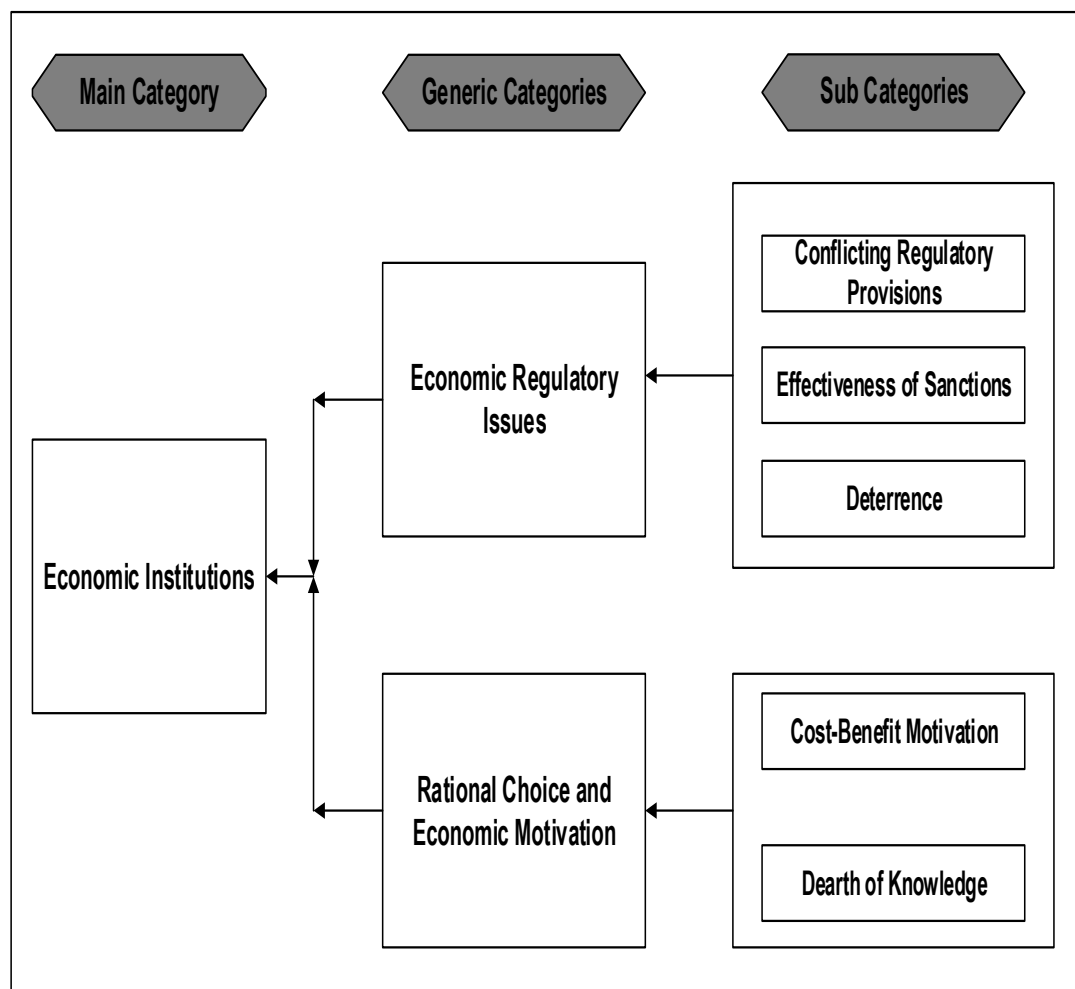 Main Category
Generic Categories
Sub Categories
Conflicting Regulatory
Provisions
Economic Regulatory
Issues
Effectiveness of Sanctions
Deterrence
Economic Institutions
Rational Choice and
Economic Motivation
Cost-Benefit Motivation
Dearth of Knowledge